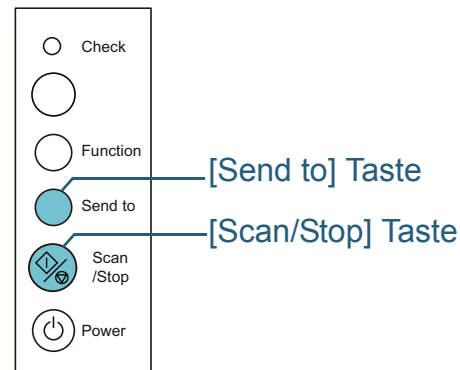 Check
Function
[Send to] Taste
Send to
[Scan/Stop] Taste
Scan
/Stop
Power